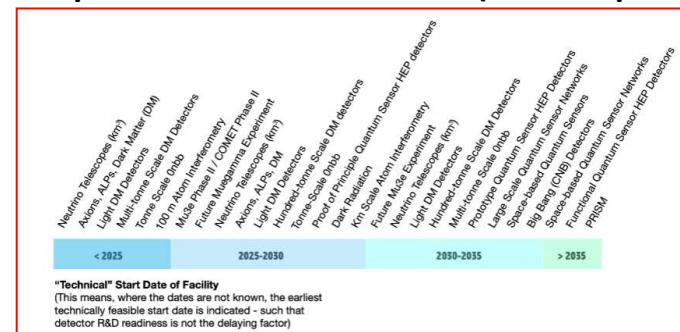 Neutrino Telescopes (km³)
Axions, ALPs, Dark Matter (DM)
Light DM Detectors
Multi-tonne Scale DM Detectors
Tonne Scale 0nbb
100 m Atom Interferometry
Mu3e Phase II / COMET Phase II
Future Muegamma Experiment
Neutrino Telescopes (km³)
Axions, ALPs, DM
Light DM Detectors
Hundred-tonne Scale DM detectors
Tonne-Scale 0nbb
Proof of Principle Quantum Sensor HEP detectors
Dark Radiation
Km Scale Atom Interferometry
Future Mu3e Experiment
Neutrino Telescopes (km³)
Light DM Detectors
Hundred-tonne Scale DM Detectors
Multi-tonne Scale 0nbb
Prototype Quantum Sensor HEP Detectors
Large Scale Quantum Sensor Networks
Space-based Quantum Sensors
Big Bang (CNB) Detectors
Space-based Quantum Sensor Networks
Functional Quantum Sensor HEP Detectors
PRISM
< 2025
2025-2030
2030-2035
> 2035
"Technical" Start Date of Facility
(This means, where the dates are not known, the earliest
technically feasible start date is indicated - such that
detector R&D readiness is not the delaying factor)